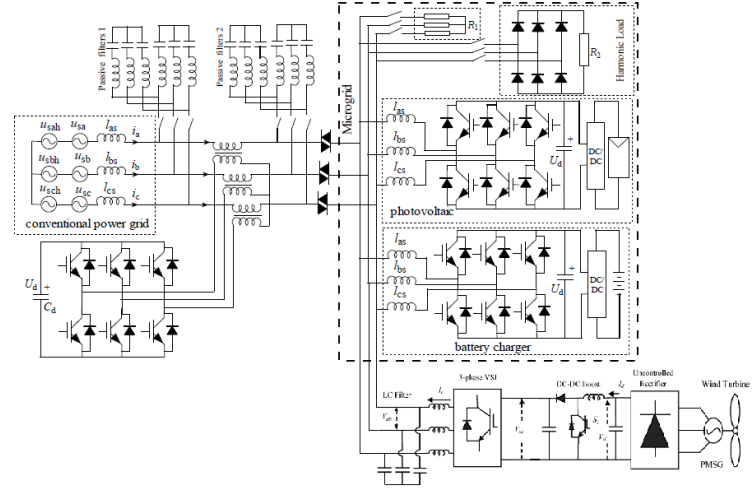 Passive filters 1
Passive filters 2
Microgrid
R1
R2
Harmonic Load
usah usa las ia
usbh usb lbs ib
usch usc lcs ic
conventional power grid
las
lbs
lcs
Ud +
DC/
DC
photovoltaic
Ud +
Cd
las
lbs
lcs
Ud +
DC/
DC
battery charger
LC Filter
3-phase VSI
DC-DC Boost
Uncontrolled
Rectifier
Wind Turbine
PMSG